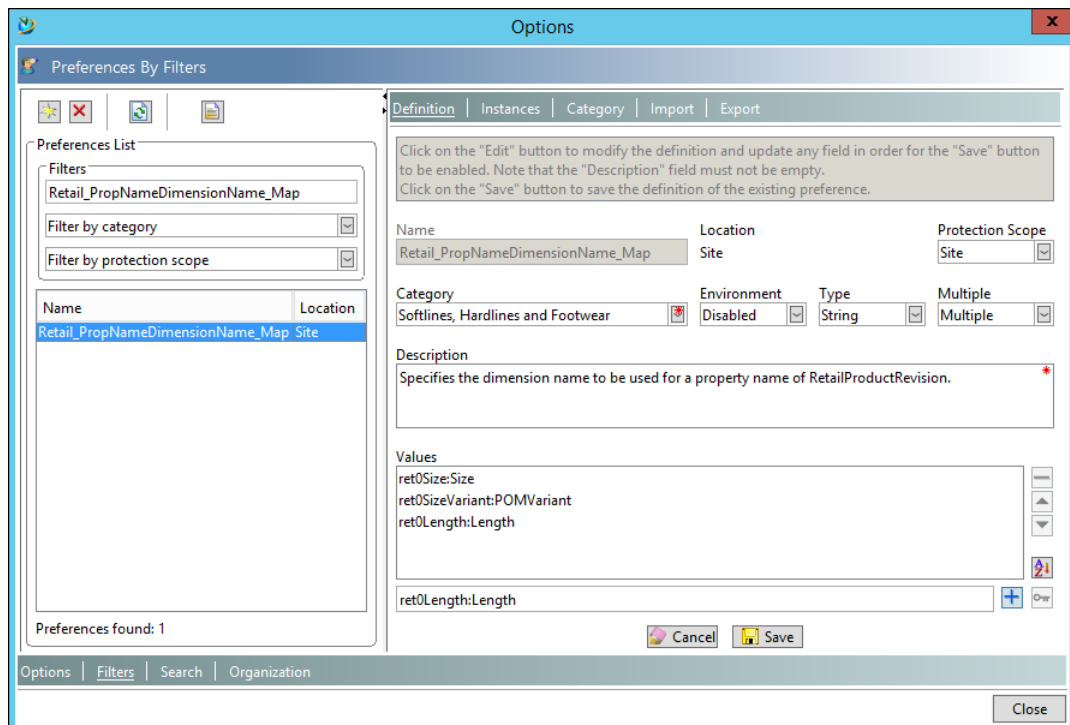 Options
x
Preferences By Filters
Preferences List
Filters
Retail_PropNameDimensionName_Map
Filter by category
Filter by protection scope
Name Location
Retail_PropNameDimensionName_Map Site
Preferences found: 1
Definition Instances Category Import Export
Click on the "Edit" button to modify the definition and update any field in order for the "Save" button
to be enabled. Note that the "Description" field must not be empty.
Click on the "Save" button to save the definition of the existing preference.
Name Location Protection Scope
Retail_PropNameDimensionName_Map Site Site
Category Environment Type Multiple
Softlines, Hardlines and Footwear Disabled String Multiple
Description
Specifies the dimension name to be used for a property name of RetailProductRevision.
Values
ret0Size:Size
ret0SizeVariant:POMVariant
ret0Length:Length
A
Z
ret0Length:Length
Cancel Save
Options Filters Search Organization
Close